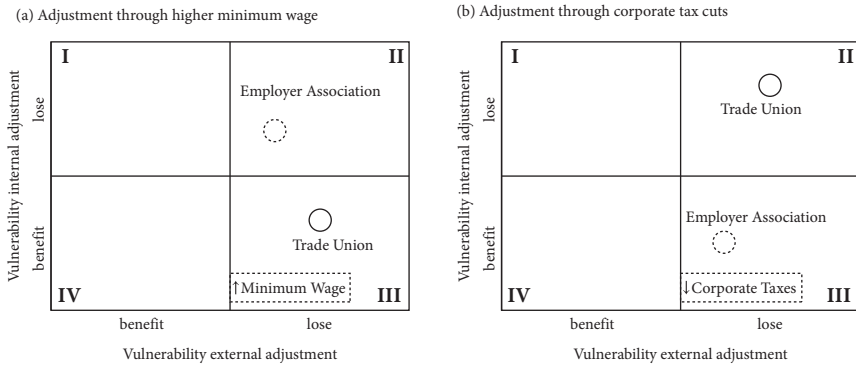 (a) Adjustment through higher minimum wage
I
II
Employer Association
Trade Union
↑Minimum Wage
IV
III
lose
benefit
Vulnerability internal adjustment
benefit
lose
Vulnerability external adjustment
(b) Adjustment through corporate tax cuts
I
II
Trade Union
Employer Association
↓Corporate Taxes
IV
III
lose
benefit
Vulnerability internal adjustment
benefit
lose
Vulnerability external adjustment